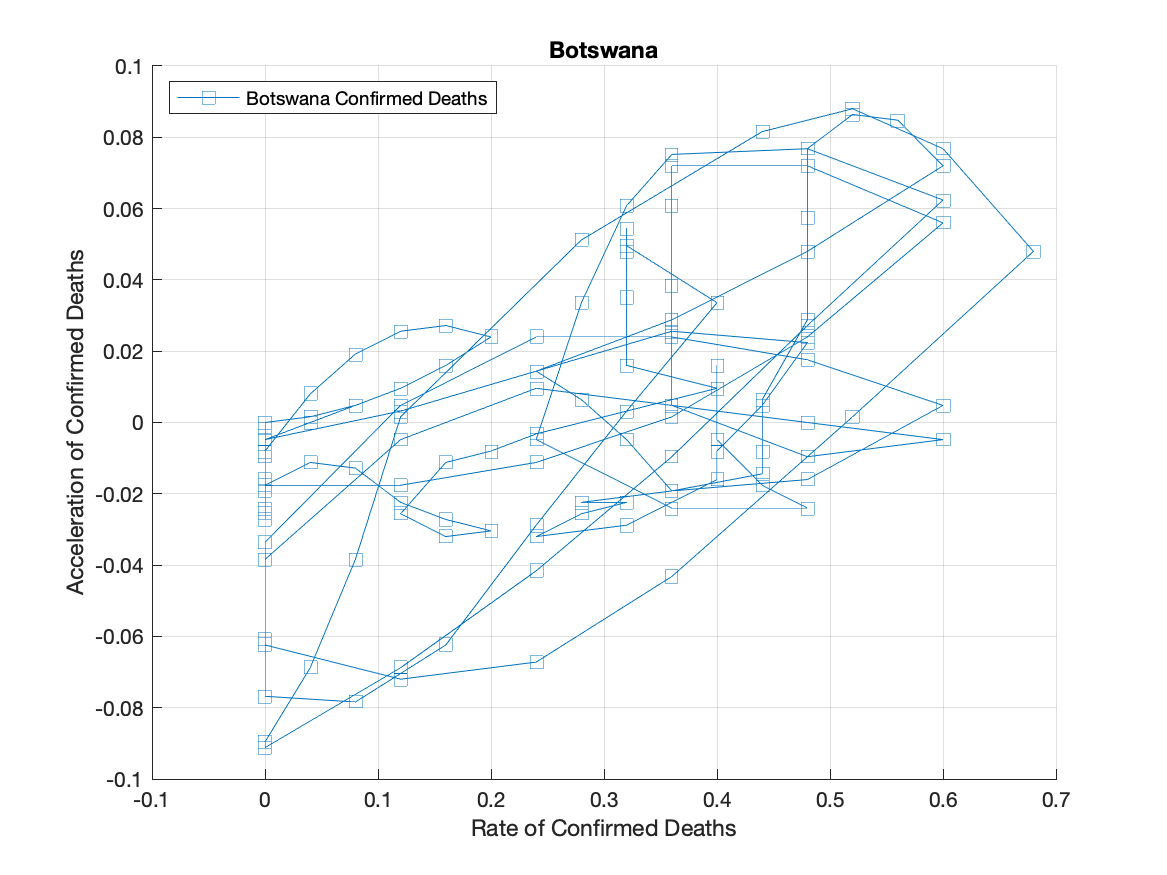 Botswana
Botswana Confirmed Deaths
0.1
0.08
0.06
0.04
0.02
0
-0.02
-0.04
-0.06
-0.08
-0.1
Acceleration of Confirmed Deaths
-0.1 0 0.1 0.2 0.3 0.4 0.5 0.6 0.7
Rate of Confirmed Deaths